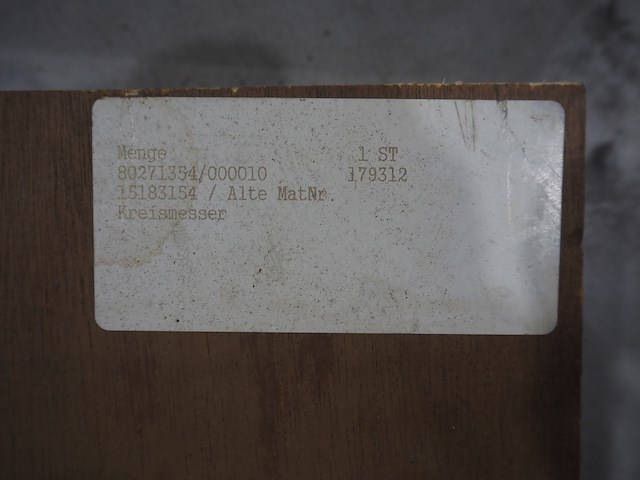 Menge 1 ST
80271354/000010 179312
15183154 / Alte MatNr.
Kreismesser